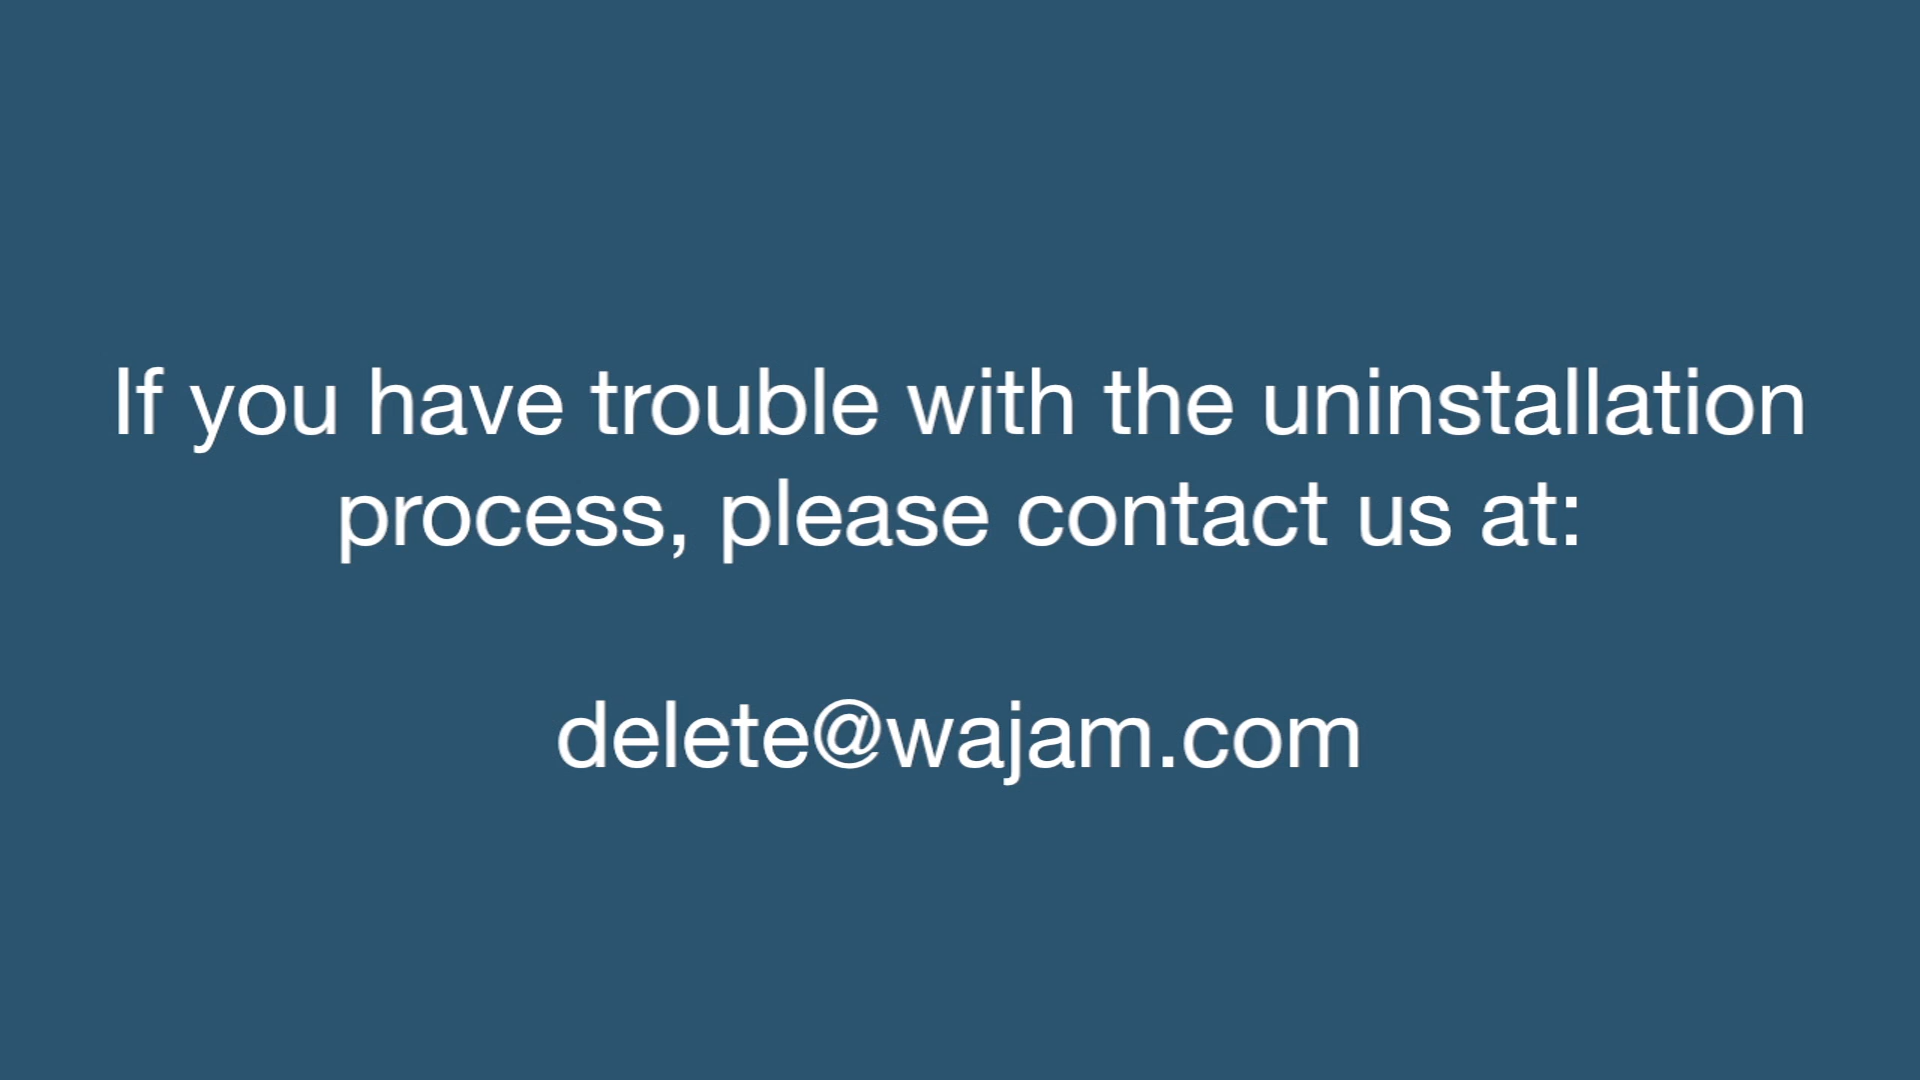 If you have trouble with the uninstallation
process, please contact us at:
delete@wajam.com